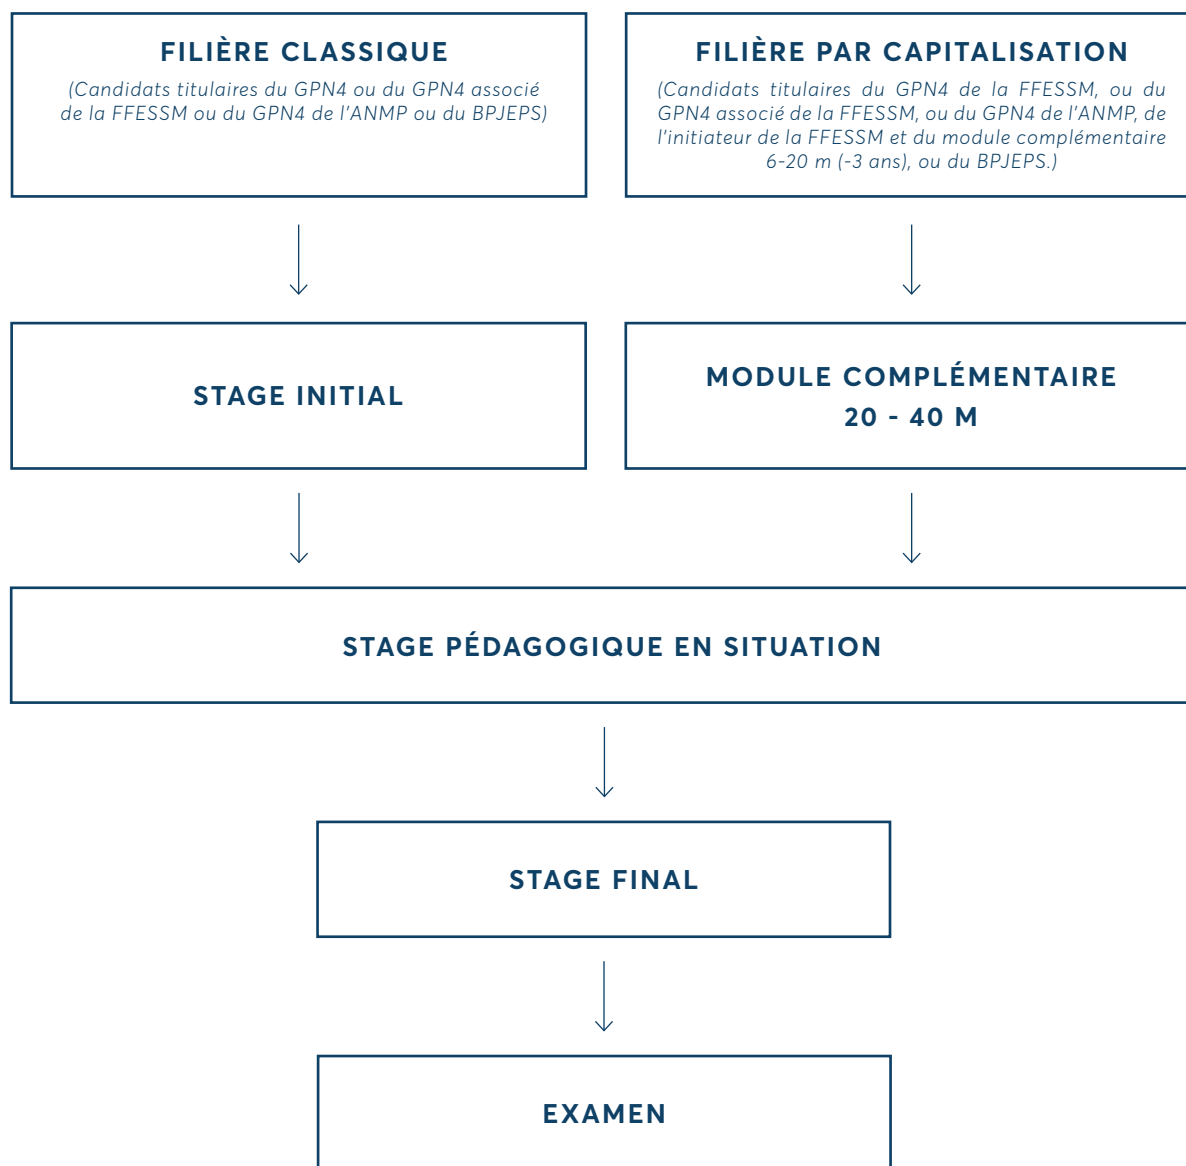 FILIÈRE CLASSIQUE
(Candidats titulaires du GPN4 ou du GPN4 associé
de la FFESSM ou du GPN4 de l'ANMP ou du BPJEPS)
FILIÈRE PAR CAPITALISATION
(Candidats titulaires du GPN4 de la FFESSM, ou du
GPN4 associé de la FFESSM, ou du GPN4 de l'ANMP, de
l'initiateur de la FFESSM et du module complémentaire
6-20 m (-3 ans), ou du BPJEPS.)
STAGE INITIAL
MODULE COMPLÉMENTAIRE
20 - 40 M
STAGE PÉDAGOGIQUE EN SITUATION
STAGE FINAL
EXAMEN